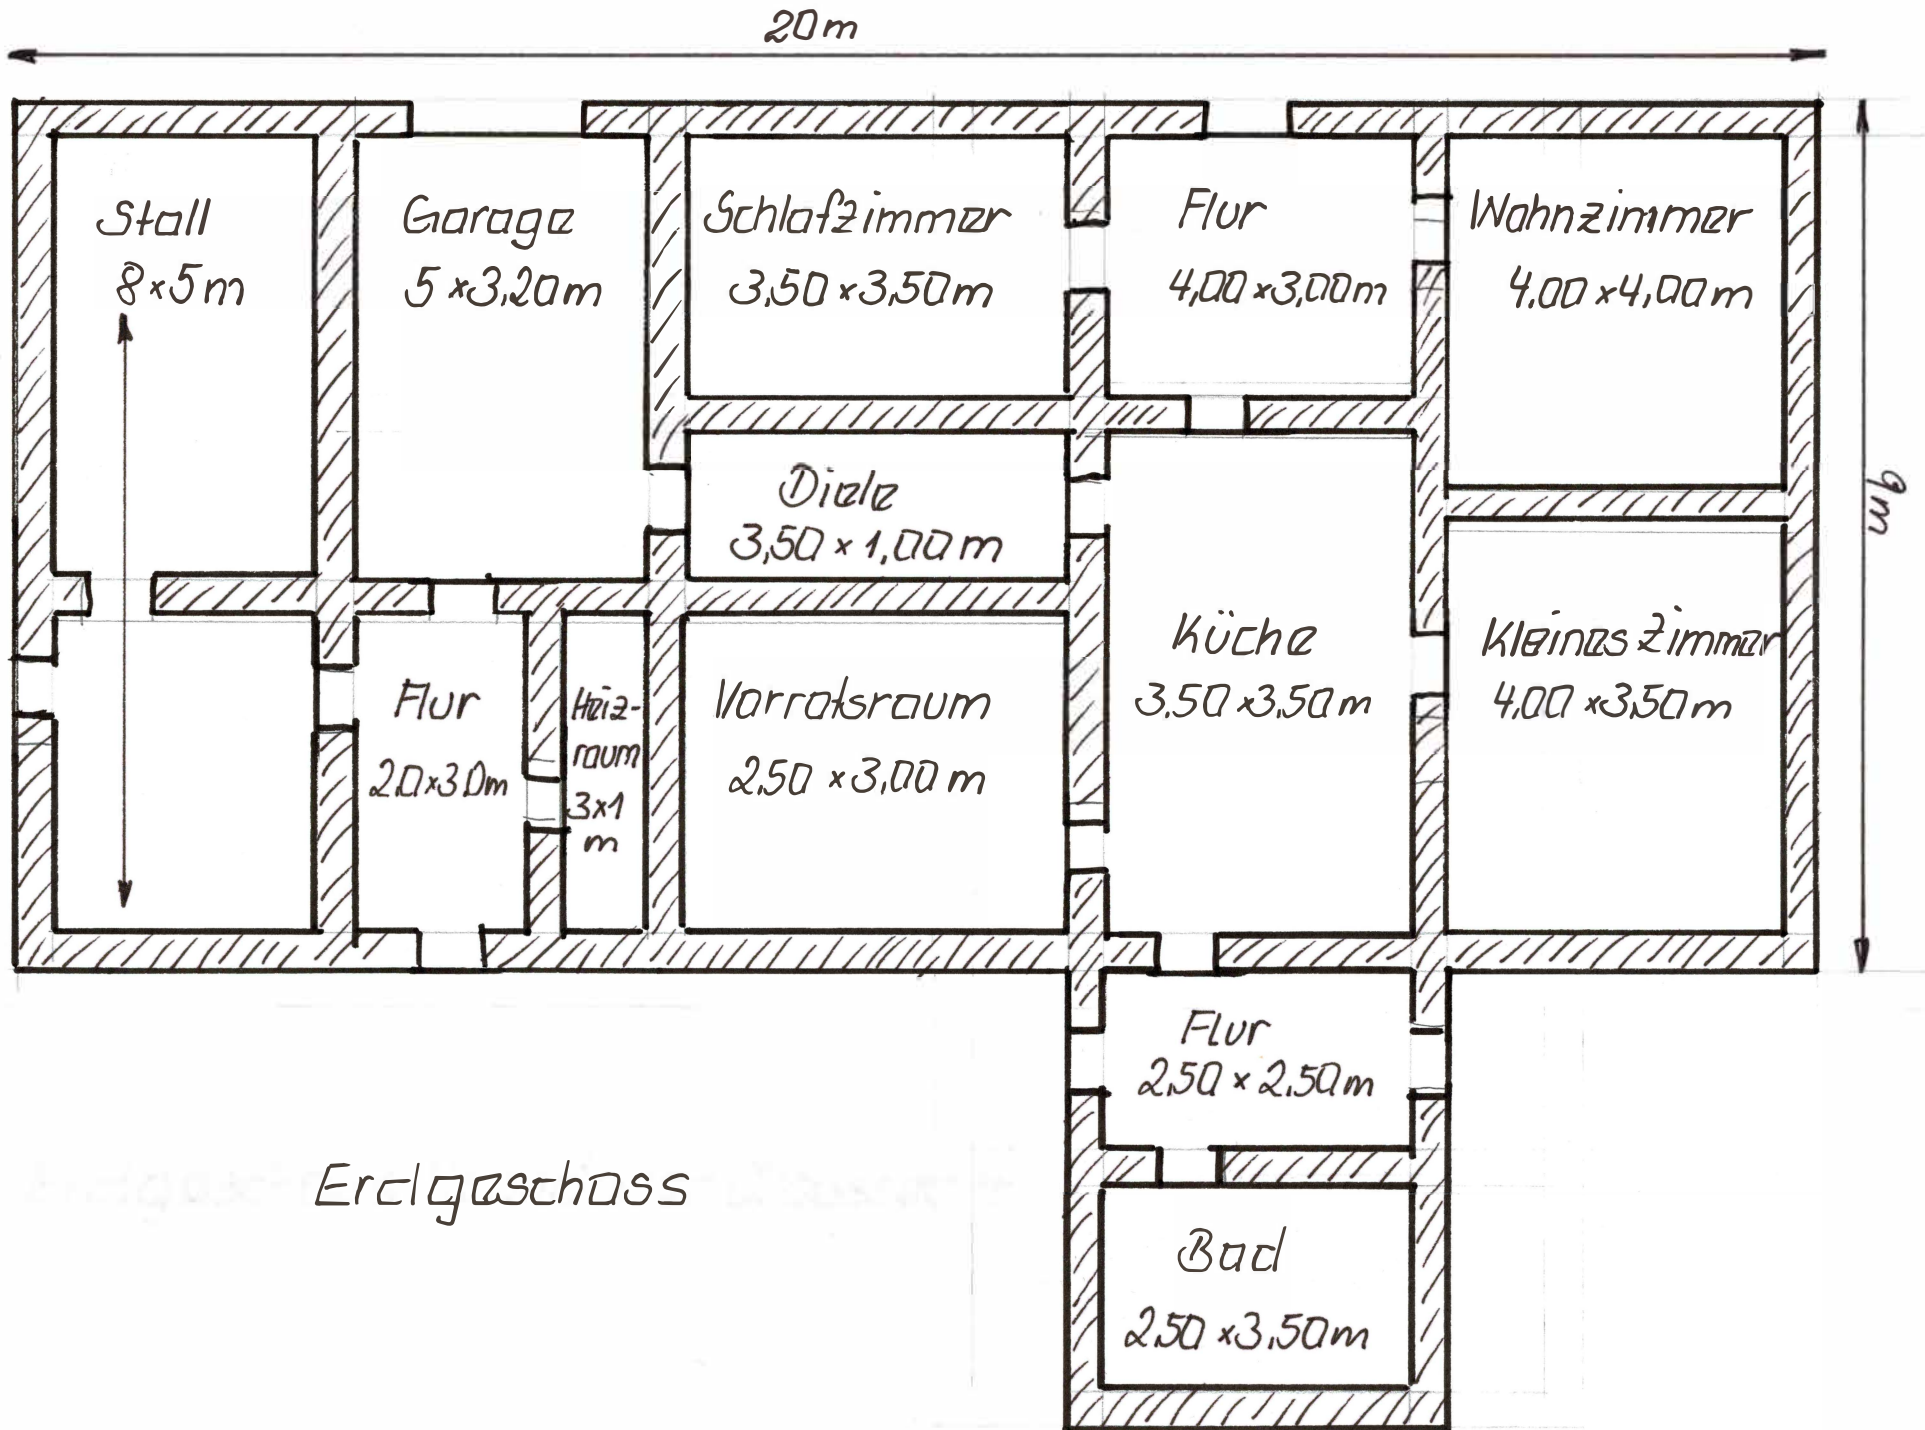 20m
Stall
8×5m
Garage
5×3,20m
Schlafzimmer
3,50×3,50m
Flur
4,00×3,00m
Wohnzimmer
4.00×4,00m
9m
Diele
3,50×1,00m
Flur
2.0×3.0m
Heiz-
raum
3×1
m
Vorratsraum
2,50×3,00m
Küche
3.50×3,50m
Kleines Zimmer
4,00×3,50m
Flur
2,50×2,50m
Erdgeschoss
Bad
2,50×3,50m